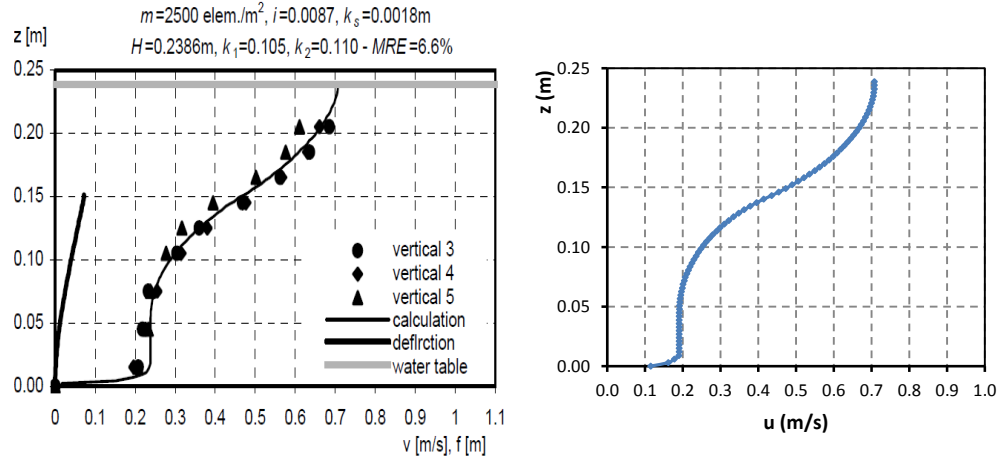 m=2500 elem./m², i=0.0087, kₛ=0.0018m
z [m]
H=0.2386m, k₁=0.105, k₂=0.110 - MRE=6.6%
0.25
0.20
0.15
0.10
0.05
0.00
vertical 3
vertical 4
vertical 5
calculation
deflrction
water table
0 0.1 0.2 0.3 0.4 0.5 0.6 0.7 0.8 0.9 1 1.1
v [m/s], f [m]
z (m)
0.25
0.20
0.15
0.10
0.05
0.00
0.0 0.1 0.2 0.3 0.4 0.5 0.6 0.7 0.8 0.9 1.0
u (m/s)